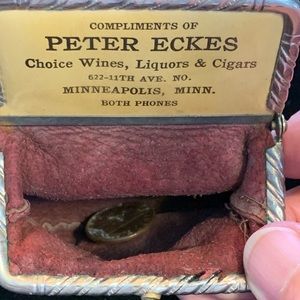 COMPLIMENTS OF
PETER ECKES
Choice Wines, Liquors & Cigars
622-11TH AVE. NO.
MINNEAPOLIS, MINN.
BOTH PHONES